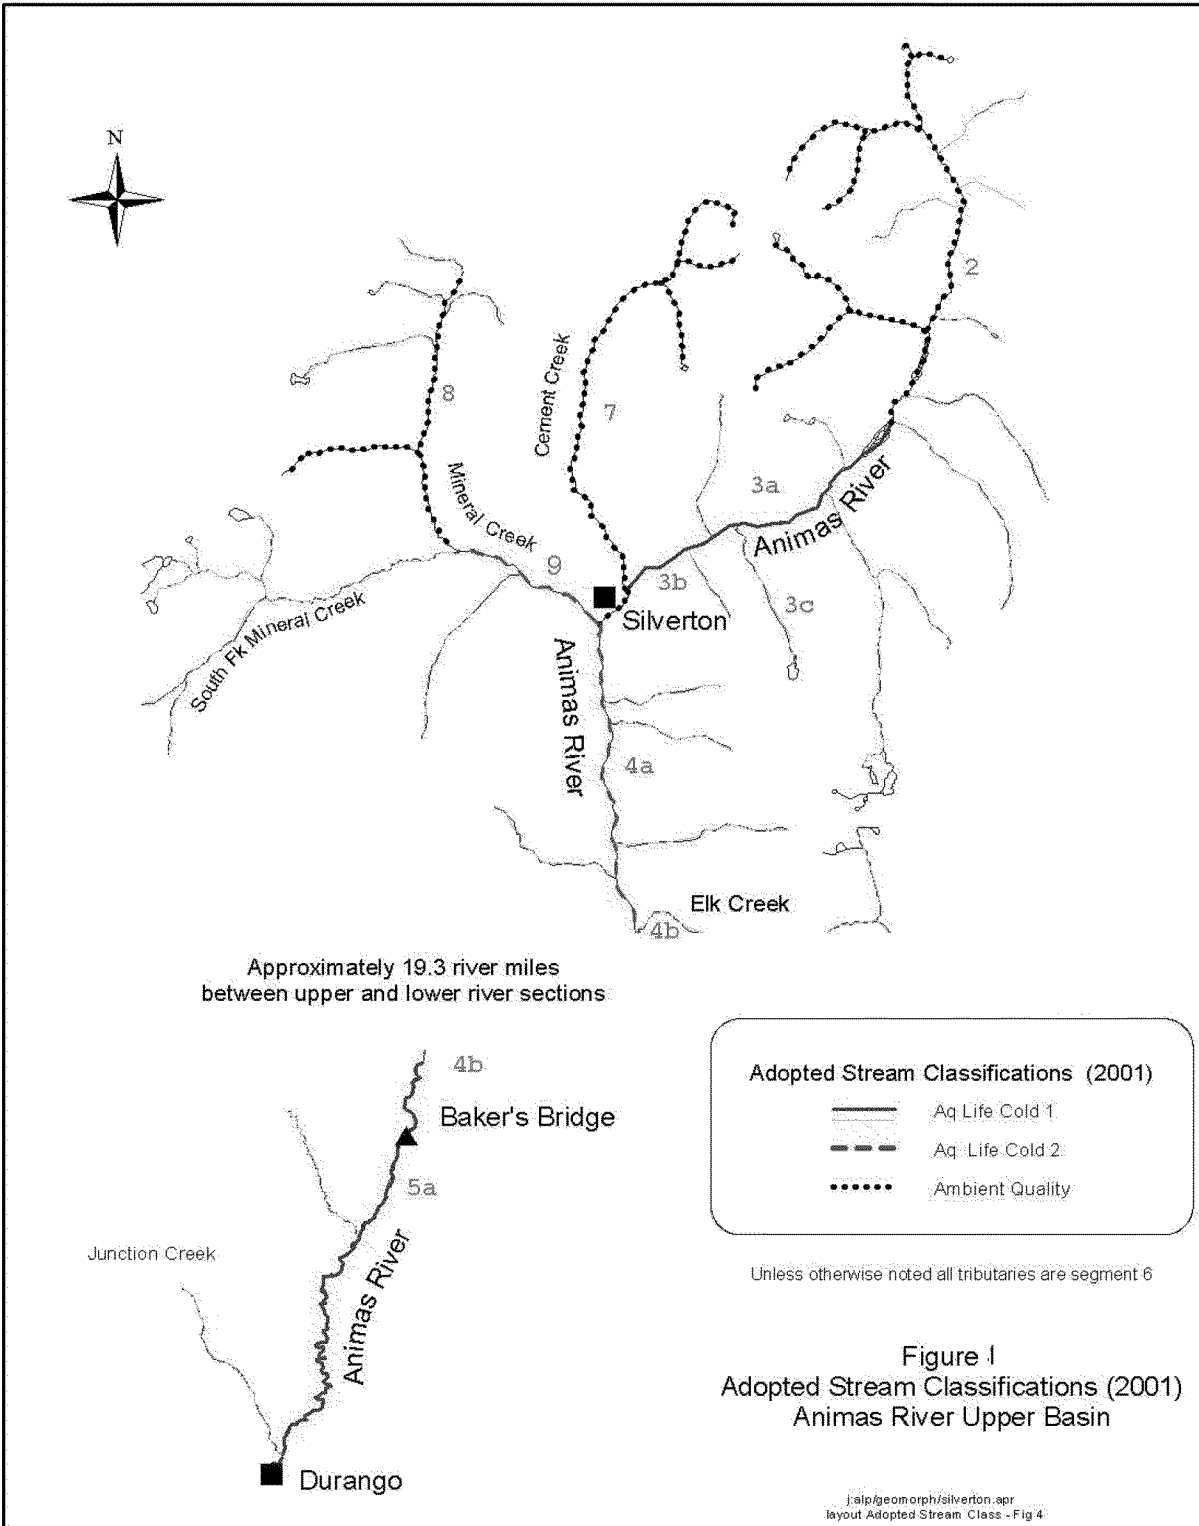 N
2
8
Cement Creek
7
Mineral Creek
3a
Animas River
9
3b
3c
South Fk Mineral Creek
Silverton
Animas River
4a
Elk Creek
4b
Approximately 19.3 river miles
between upper and lower river sections
4b
Baker's Bridge
5a
Junction Creek
Animas River
Durango
Adopted Stream Classifications (2001)
Aq Life Cold 1
Aq Life Cold 2
Ambient Quality
Unless otherwise noted all tributaries are segment 6
Figure 1
Adopted Stream Classifications (2001)
Animas River Upper Basin
j:alp/geomorph/silverton.apr
layout Adopted Stream Class - Fig 4